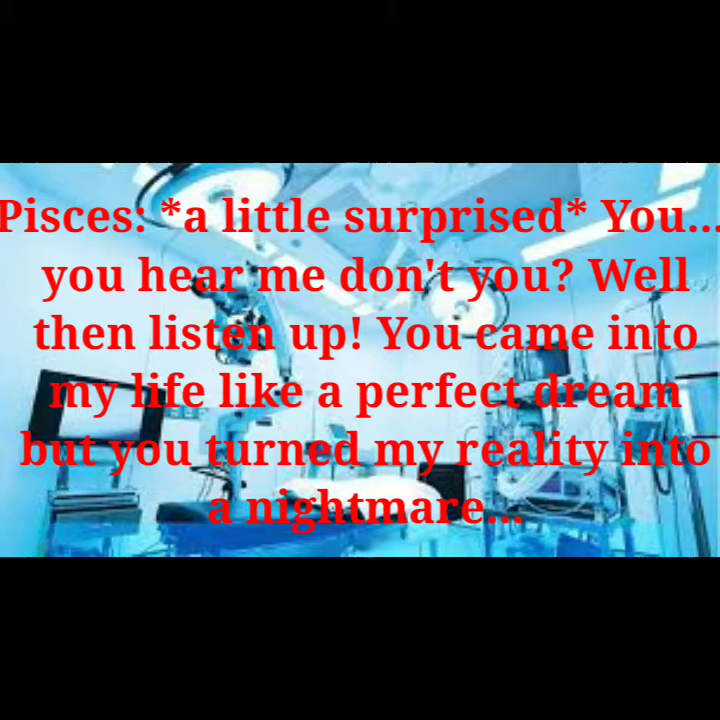 Pisces: *a little surprised* You...
you hear me don't you? Well
then listen up! You came into
my life like a perfect dream
but you turned my reality into
a nightmare...